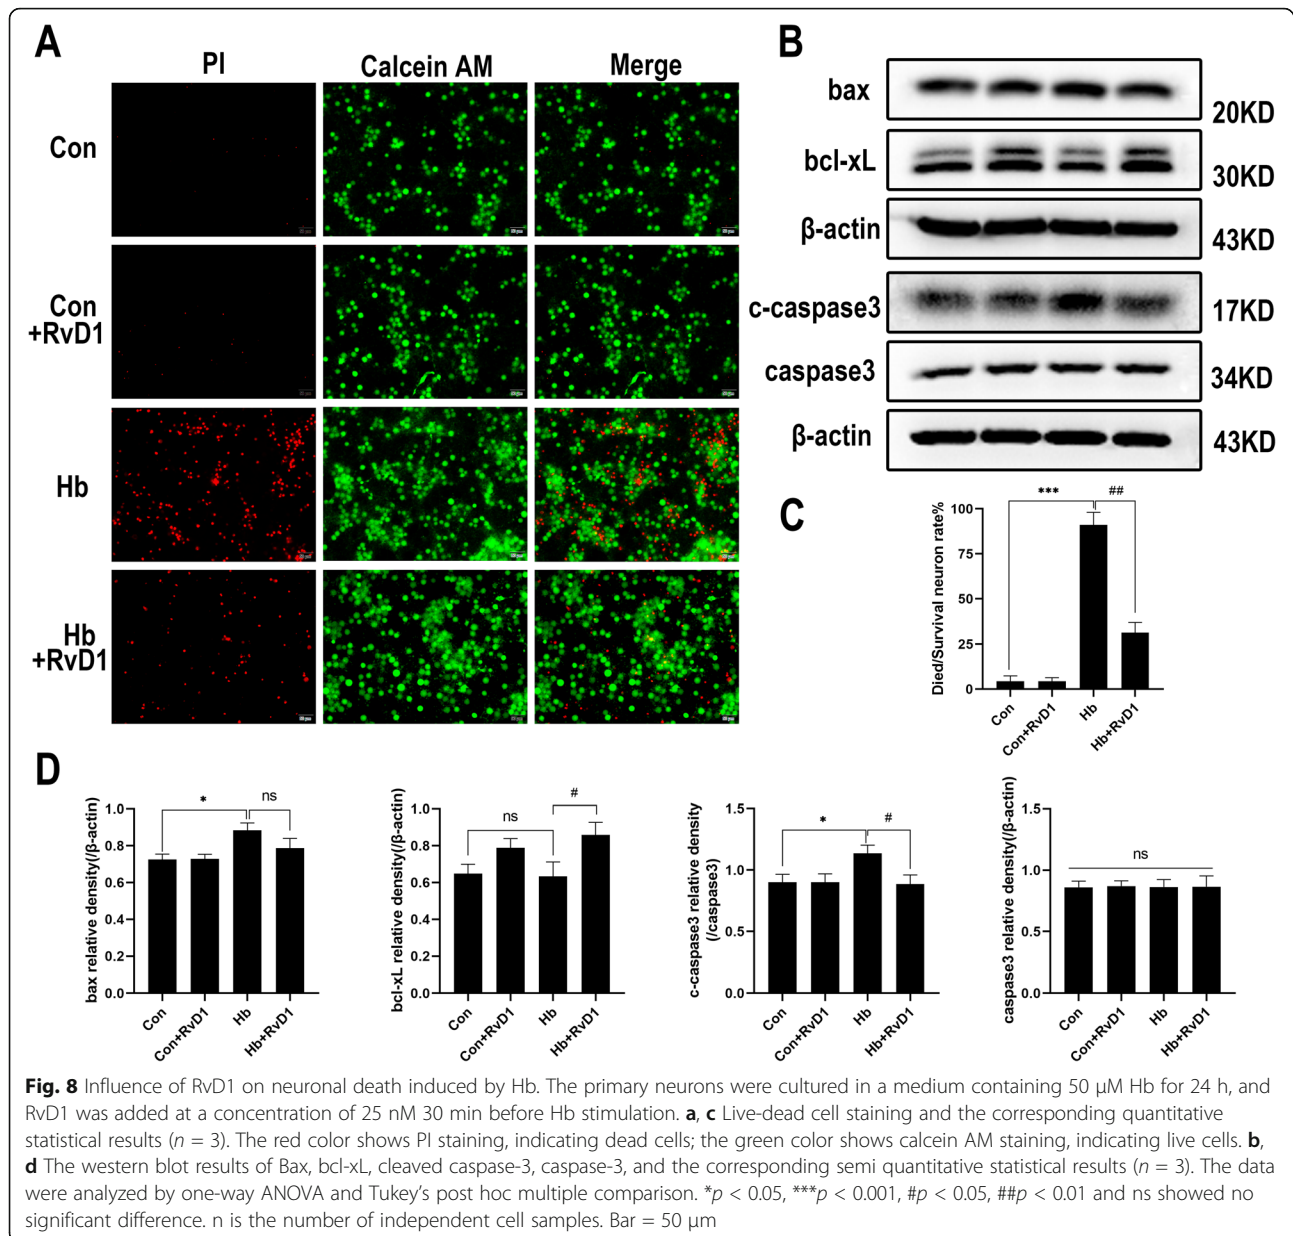 A
PI
Calcein AM
Merge
Con
Con
+RvD1
Hb
Hb
+RvD1
B
bax
20KD
bcl-xL
30KD
β-actin
43KD
c-caspase3
17KD
caspase3
34KD
β-actin
43KD
C
Died/Survival neuron rate%
100
75
50
25
0
***
##
Con
Con+RvD1
Hb
Hb+RvD1
D
bax relative density(/β-actin)
1.0
0.8
0.6
0.4
0.2
0.0
*
ns
Con
Con+RvD1
Hb
Hb+RvD1
bcl-xL relative density(/β-actin)
1.0
0.8
0.6
0.4
0.2
0.0
ns
#
Con
Con+RvD1
Hb
Hb+RvD1
c-caspase3 relative density
(/caspase3)
1.5
1.0
0.5
0.0
*
#
Con
Con+RvD1
Hb
Hb+RvD1
caspase3 relative density(/β-actin)
1.5
1.0
0.5
0.0
ns
Con
Con+RvD1
Hb
Hb+RvD1
Fig. 8 Influence of RvD1 on neuronal death induced by Hb. The primary neurons were cultured in a medium containing 50 μM Hb for 24 h, and
RvD1 was added at a concentration of 25 nM 30 min before Hb stimulation. a, c Live-dead cell staining and the corresponding quantitative
statistical results (n = 3). The red color shows PI staining, indicating dead cells; the green color shows calcein AM staining, indicating live cells. b,
d The western blot results of Bax, bcl-xL, cleaved caspase-3, caspase-3, and the corresponding semi quantitative statistical results (n = 3). The data
were analyzed by one-way ANOVA and Tukey's post hoc multiple comparison. *p < 0.05, ***p < 0.001, #p < 0.05, ##p < 0.01 and ns showed no
significant difference. n is the number of independent cell samples. Bar = 50 μm